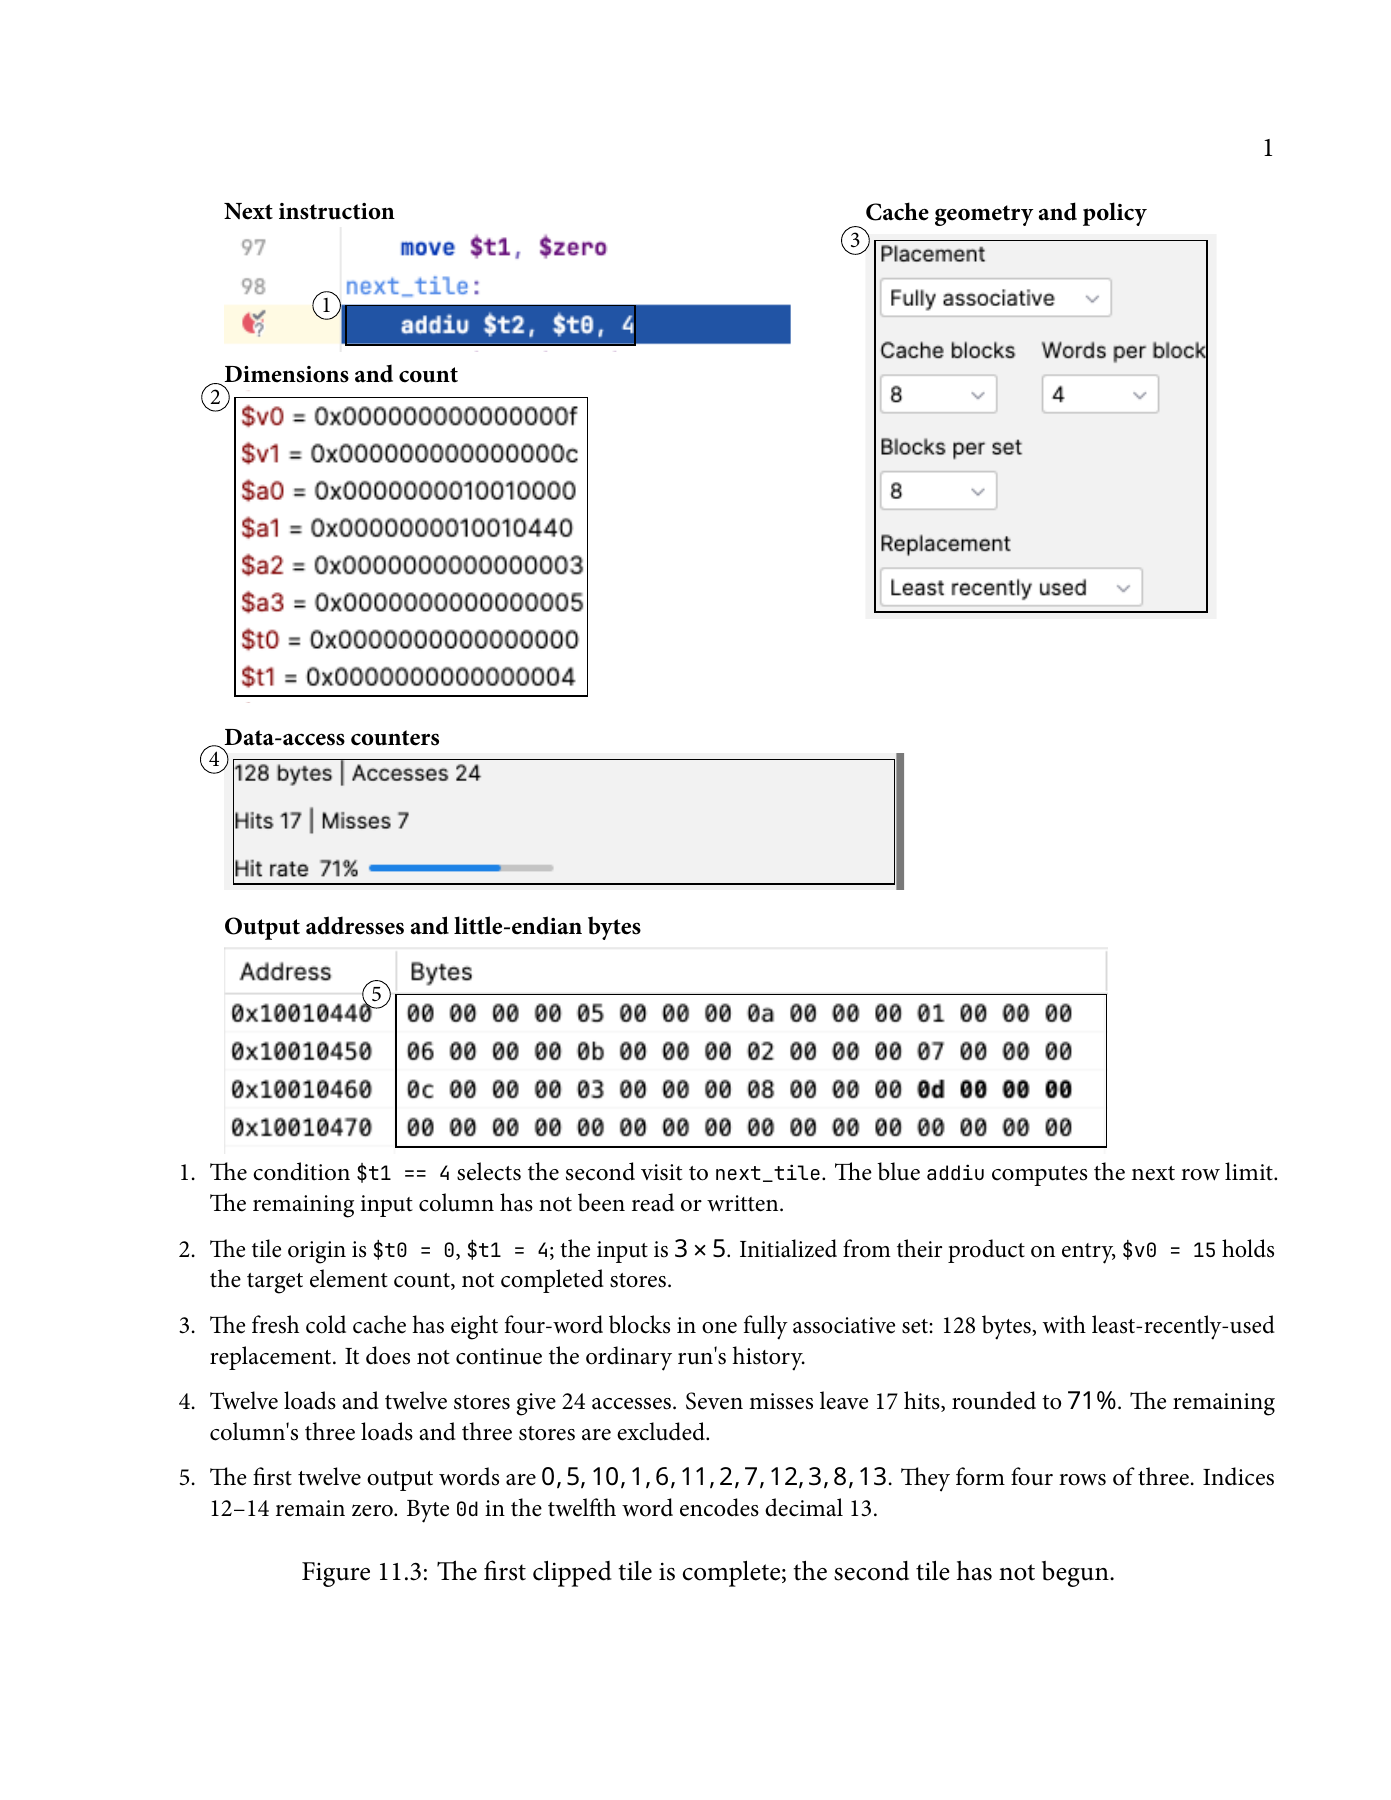 1
Next instruction
97 move $t1, $zero
98 next_tile:
1
addiu $t2, $t0, 4
Dimensions and count
2
$v0 = 0x000000000000000f
$v1 = 0x000000000000000c
$a0 = 0x0000000010010000
$a1 = 0x0000000010010440
$a2 = 0x0000000000000003
$a3 = 0x0000000000000005
$t0 = 0x0000000000000000
$t1 = 0x0000000000000004
Cache geometry and policy
3
Placement
Fully associative
Cache blocks Words per block
8 4
Blocks per set
8
Replacement
Least recently used
Data-access counters
4
128 bytes | Accesses 24
Hits 17 | Misses 7
Hit rate 71%
Output addresses and little-endian bytes
Address Bytes
5
0x10010440 00 00 00 00 05 00 00 00 0a 00 00 00 01 00 00 00
0x10010450 06 00 00 00 0b 00 00 00 02 00 00 00 07 00 00 00
0x10010460 0c 00 00 00 03 00 00 00 08 00 00 00 0d 00 00 00
0x10010470 00 00 00 00 00 00 00 00 00 00 00 00 00 00 00 00
1. The condition $t1 == 4 selects the second visit to next_tile. The blue addiu computes the next row limit.
The remaining input column has not been read or written.
2. The tile origin is $t0 = 0, $t1 = 4; the input is 3 × 5. Initialized from their product on entry, $v0 = 15 holds
the target element count, not completed stores.
3. The fresh cold cache has eight four-word blocks in one fully associative set: 128 bytes, with least-recently-used
replacement. It does not continue the ordinary run's history.
4. Twelve loads and twelve stores give 24 accesses. Seven misses leave 17 hits, rounded to 71%. The remaining
column's three loads and three stores are excluded.
5. The first twelve output words are 0, 5, 10, 1, 6, 11, 2, 7, 12, 3, 8, 13. They form four rows of three. Indices
12–14 remain zero. Byte 0d in the twelfth word encodes decimal 13.
Figure 11.3: The first clipped tile is complete; the second tile has not begun.